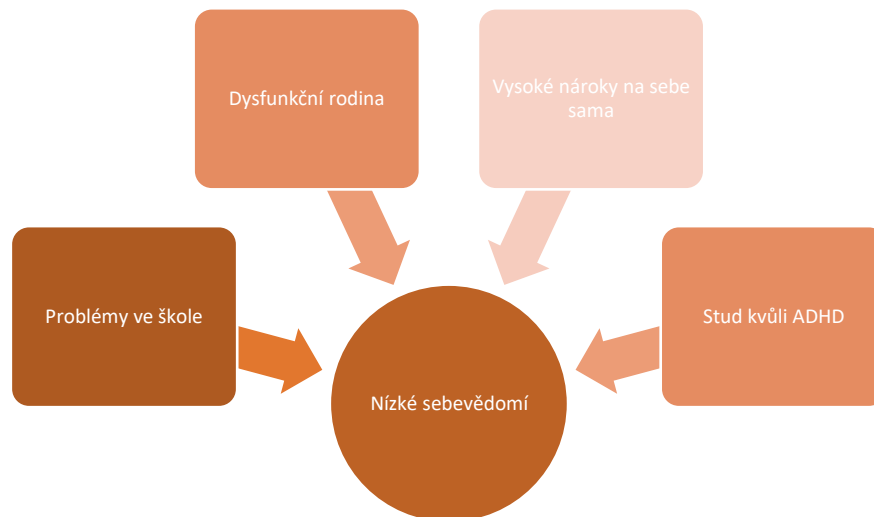 Dysfunkční rodina
Vysoké nároky na sebe
sama
Problémy ve škole
Stud kvůli ADHD
Nízké sebevědomí